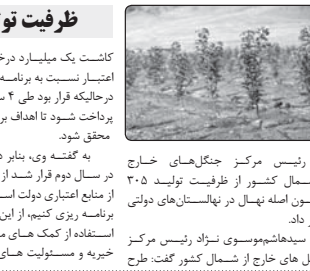 ظرفیت تو
کاشت یک میلیارد درخ
اعتبار نسبت به برنامه
درحالیکه قرار بود طی ۴ س
پرداخت شود تا اهداف بر
محقق شود.
به گفته وی، بنابر د
در سال دوم قرار شد از
از منابع اعتباری دولت اس
برنامه ریزی کنیم، از این
استفاده از کمک های م
خیریه و مسئولیت های
رئیس مرکز جنگل‌های خارج
شمال کشور از ظرفیت تولید ۳۰۵
ون اصله نهال در نهالستان‌های دولتی
داد.
سیدهاشم‌موسوی نژاد رئیس مرکز
ل های خارج از شمال کشور گفت: طرح